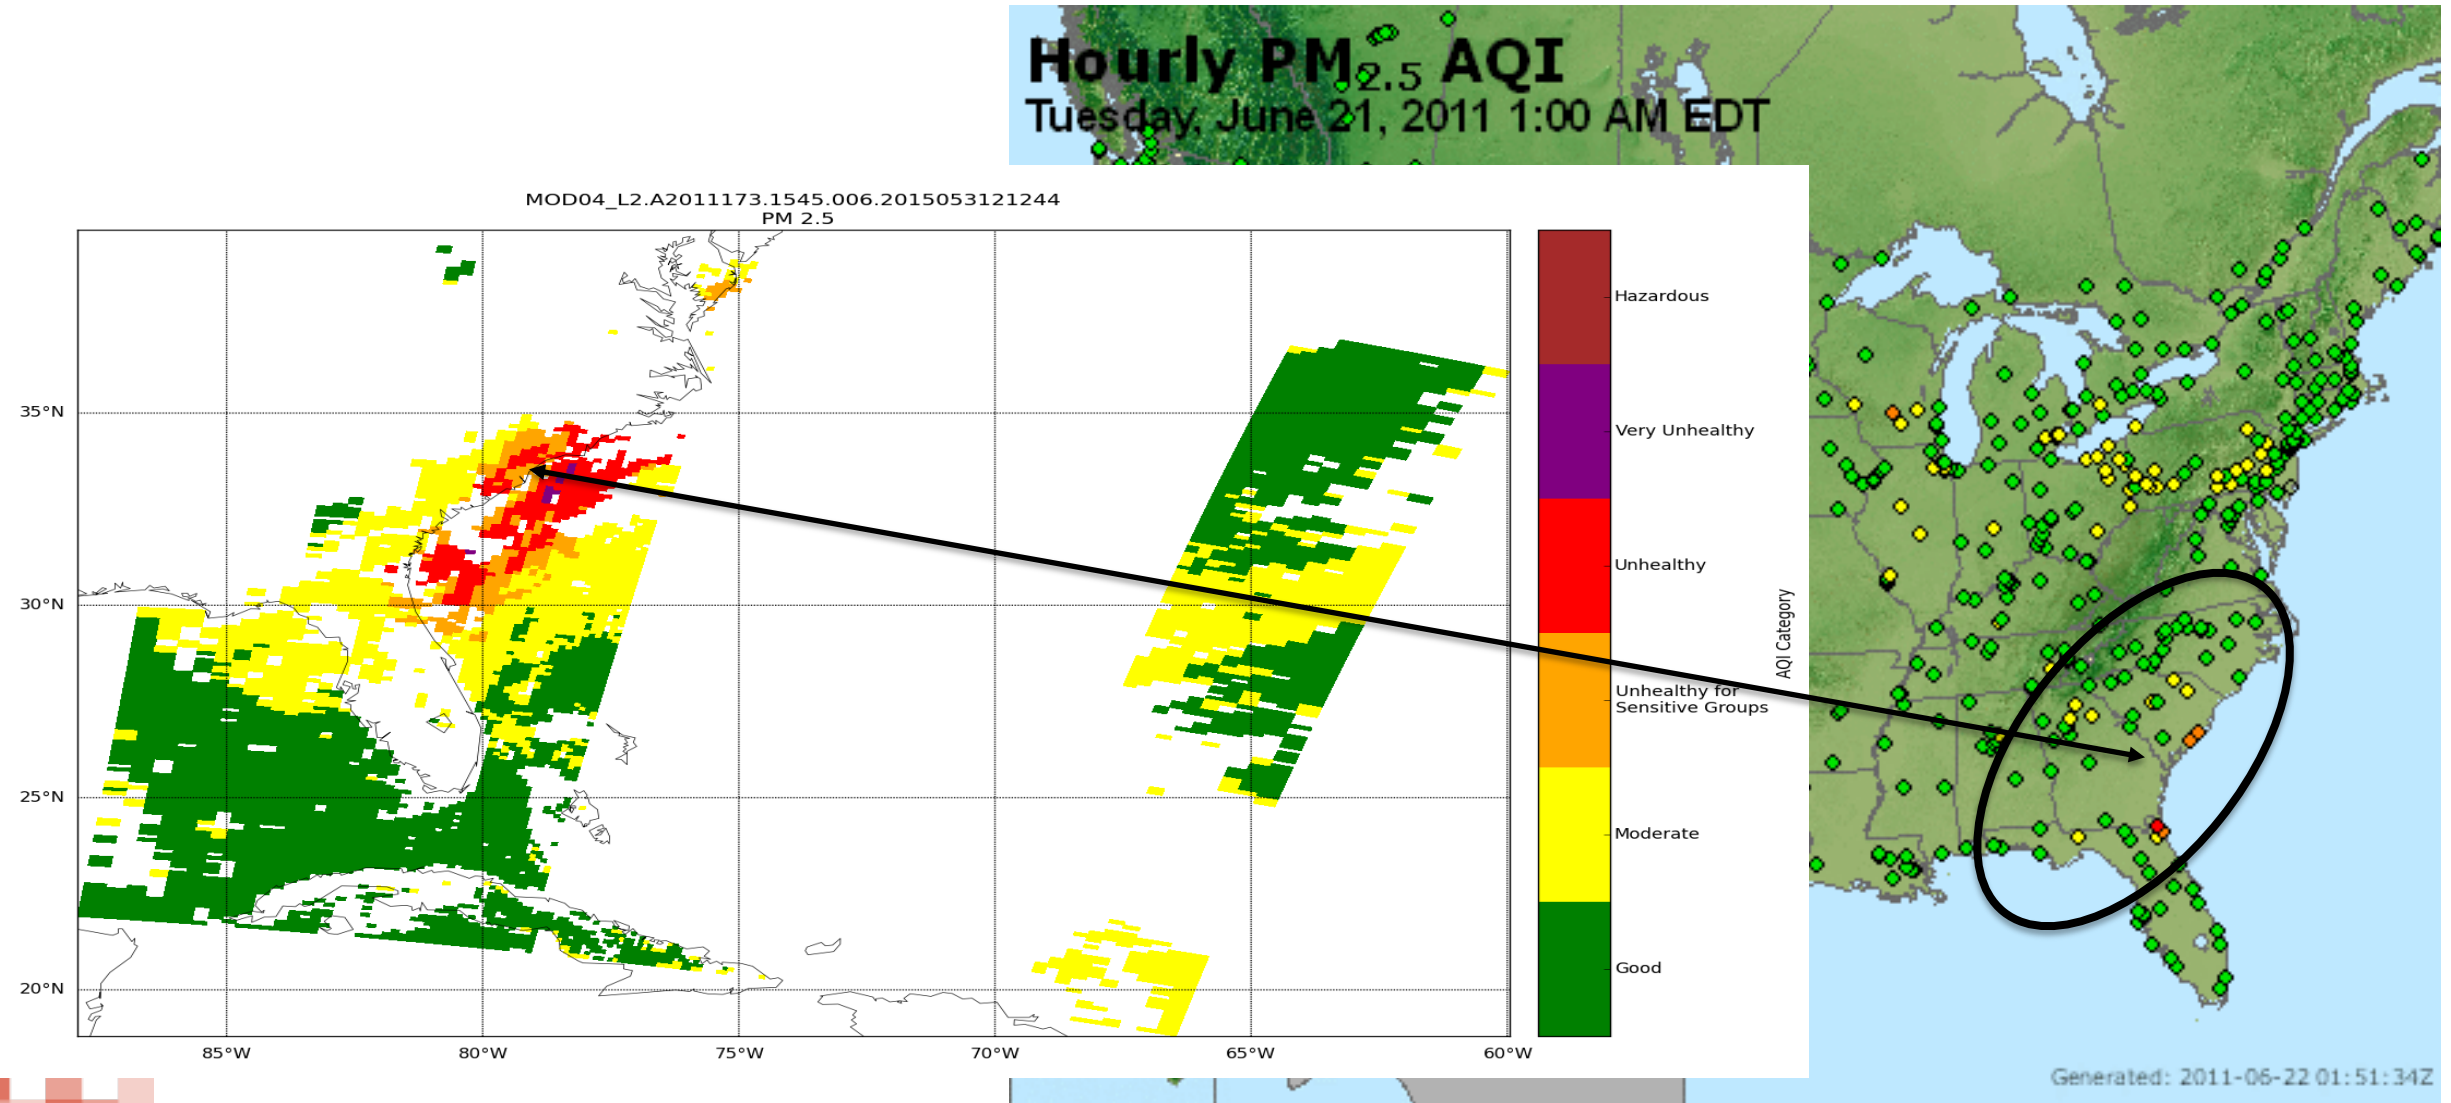 Hourly PM2.5 AQI
Tuesday, June 21, 2011 1:00 AM EDT
MOD04_L2.A2011173.1545.006.2015053121244
PM 2.5
35°N
30°N
25°N
20°N
85°W
80°W
75°W
70°W
65°W
60°W
Hazardous
Very Unhealthy
Unhealthy
Unhealthy for
Sensitive Groups
Moderate
Good
AQI Category
Generated: 2011-06-22 01:51:34Z